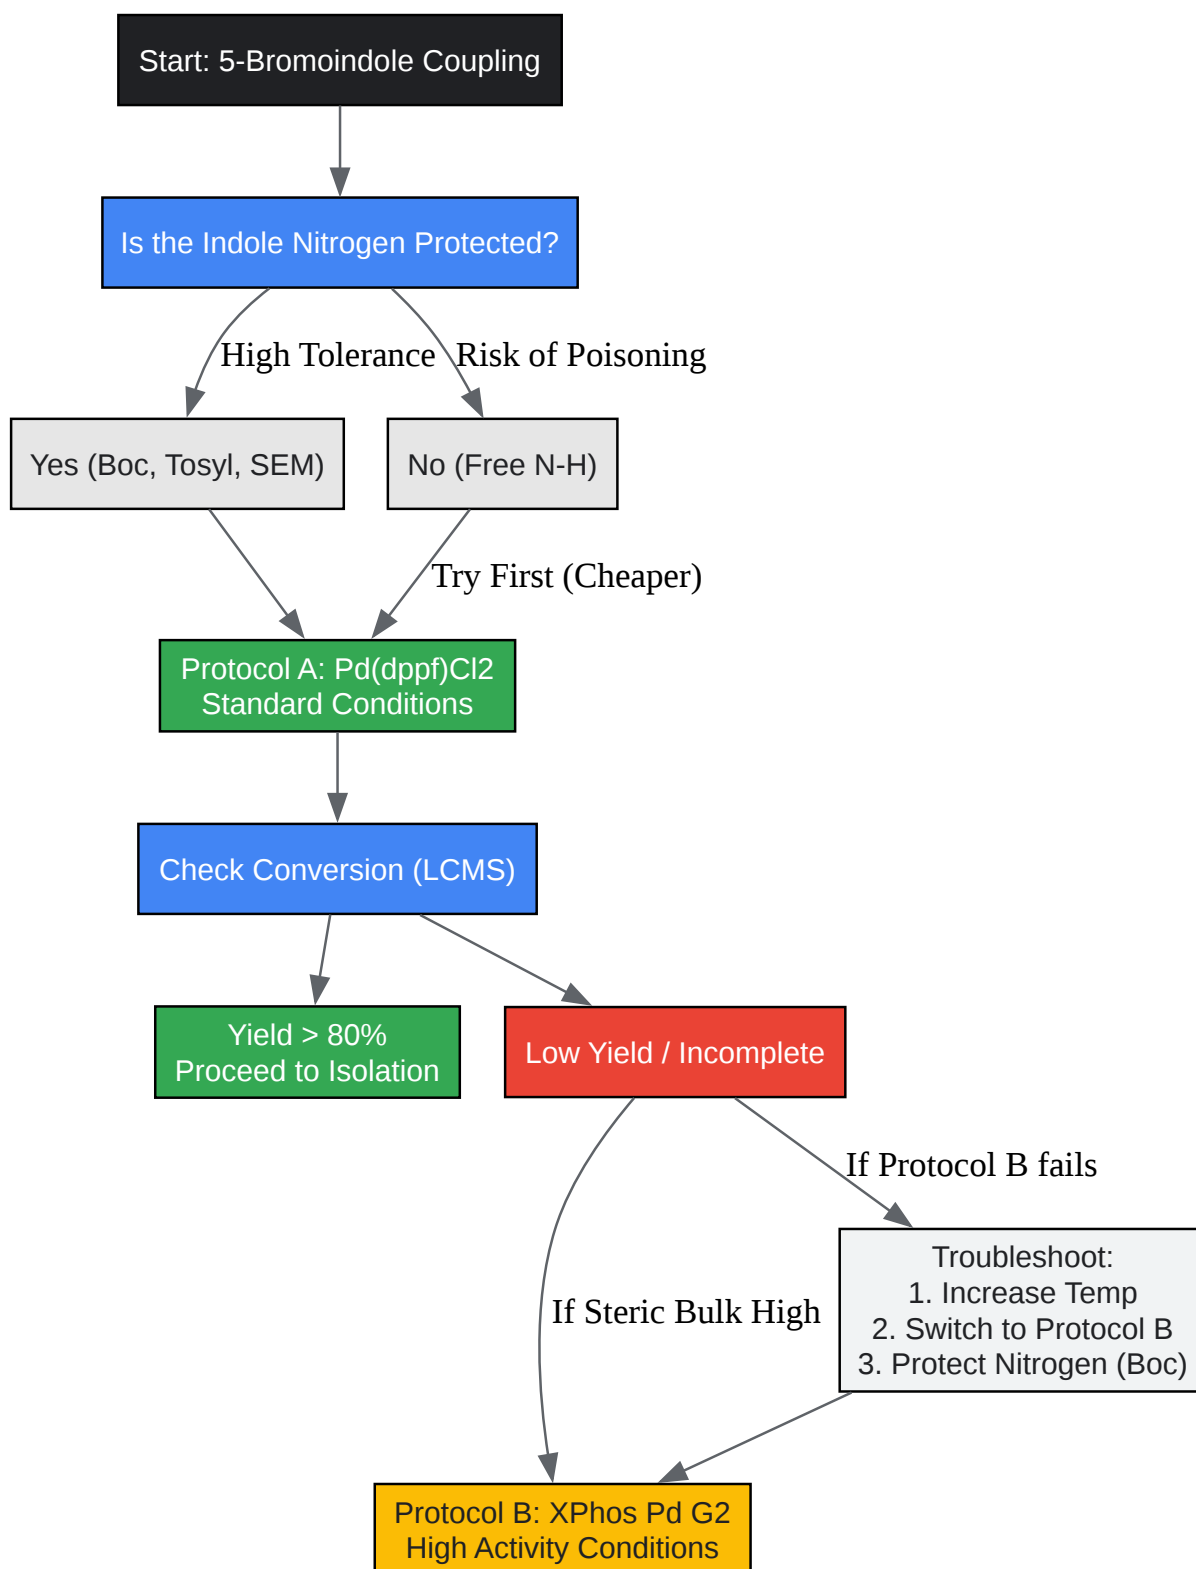 Start: 5-Bromoindole Coupling
Is the Indole Nitrogen Protected?
High Tolerance
Risk of Poisoning
Yes (Boc, Tosyl, SEM)
No (Free N-H)
Try First (Cheaper)
Protocol A: Pd(dppf)Cl2
Standard Conditions
Check Conversion (LCMS)
Yield > 80%
Proceed to Isolation
Low Yield / Incomplete
If Protocol B fails
Troubleshoot:
1. Increase Temp
2. Switch to Protocol B
3. Protect Nitrogen (Boc)
If Steric Bulk High
Protocol B: XPhos Pd G2
High Activity Conditions